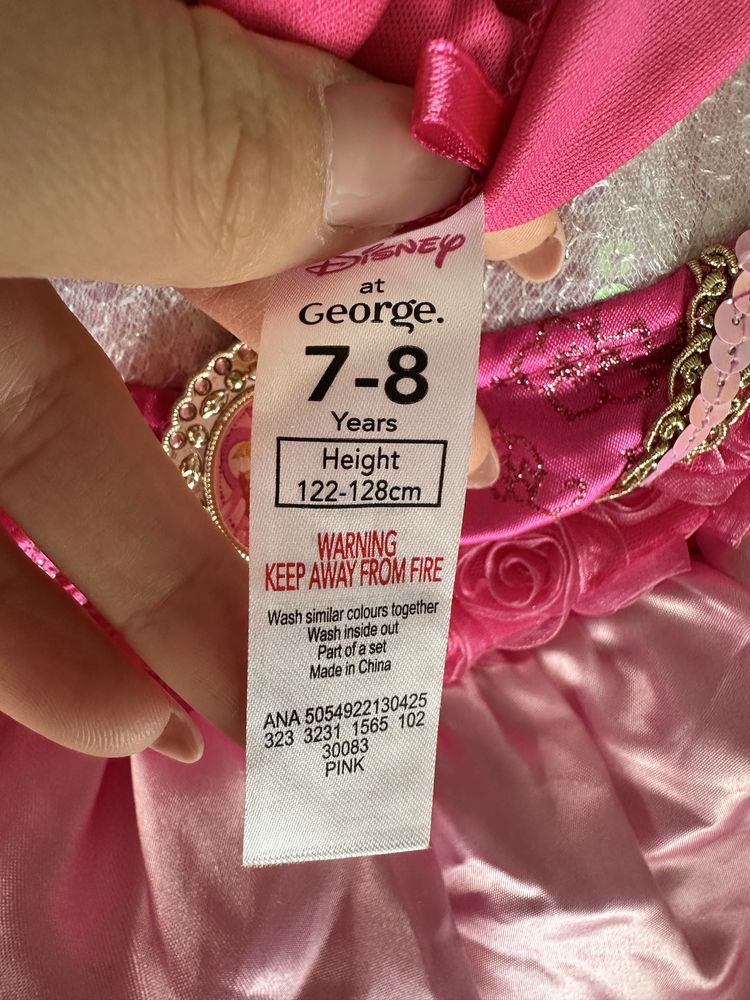 Disney
at
George.
7-8
Years
Height
122-128cm
WARNING
KEEP AWAY FROM FIRE
Wash similar colours together
Wash inside out
Part of a set
Made in China
ANA 5054922130425
323 3231 1565 102
30083
PINK